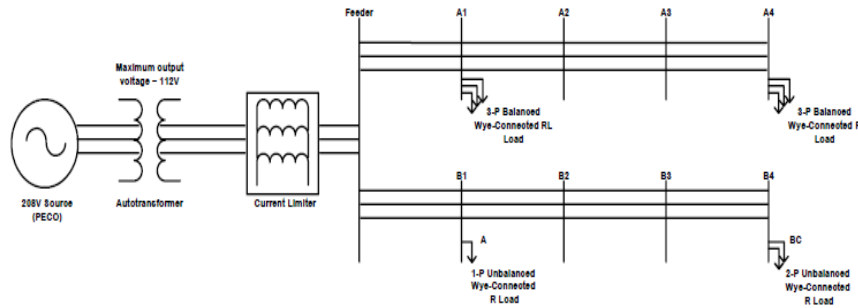 Feeder
A1
A2
A3
A4
Maximum output
voltage – 112V
3-P Balanced
Wye-Connected RL
Load
3-P Balanced
Wye-Connected R
Load
208V Source
(PECO)
Autotransformer
Current Limiter
B1
B2
B3
B4
A
BC
1-P Unbalanced
Wye-Connected
R Load
2-P Unbalanced
Wye-Connected
R Load